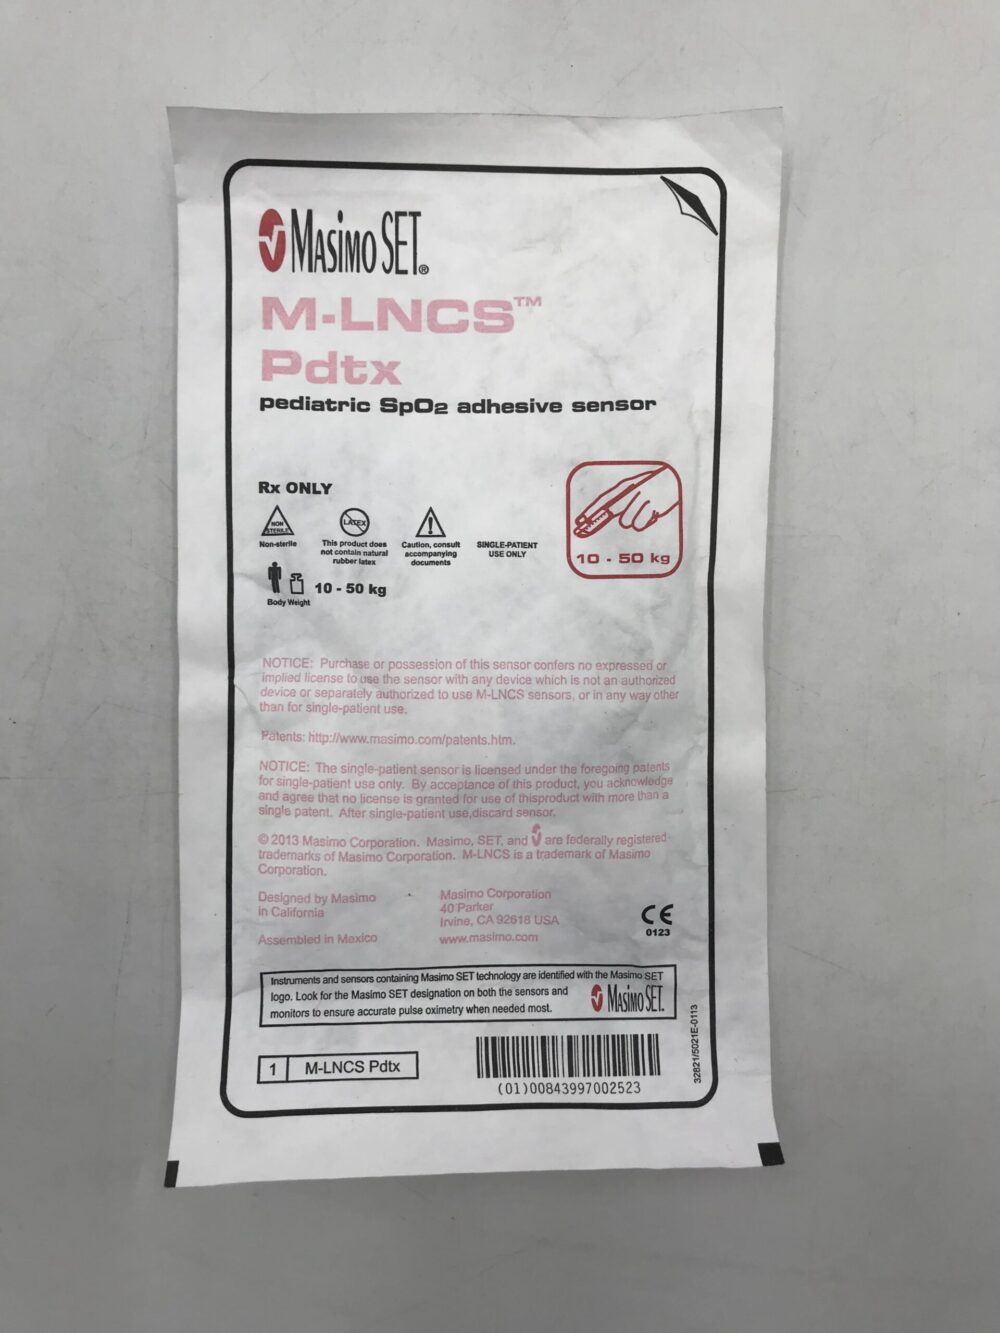 MASIMO SET®
M-LNCS™
Pdtx
pediatric SpO2 adhesive sensor
Rx ONLY
NON
STERILE
LATEX
Non-sterile
This product does
not contain natural
rubber latex
Caution, consult
accompanying
documents
SINGLE-PATIENT
USE ONLY
10 - 50 kg
10 - 50 kg
Body Weight
NOTICE: Purchase or possession of this sensor confers no expressed or
implied license to use the sensor with any device which is not an authorized
device or separately authorized to use M-LNCS sensors, or in any way other
than for single-patient use.
Patents: http://www.masimo.com/patents.htm.
NOTICE: The single-patient sensor is licensed under the foregoing patents
for single-patient use only. By acceptance of this product, you acknowledge
and agree that no license is granted for use of thisproduct with more than a
single patent. After single-patient use,discard sensor.
© 2013 Masimo Corporation. Masimo, SET, and are federally registered
trademarks of Masimo Corporation. M-LNCS is a trademark of Masimo
Corporation.
Designed by Masimo
in California
Assembled in Mexico
Masimo Corporation
40 Parker
Irvine, CA 92618 USA
www.masimo.com
CE
0123
Instruments and sensors containing Masimo SET technology are identified with the Masimo SET
logo. Look for the Masimo SET designation on both the sensors and
monitors to ensure accurate pulse oximetry when needed most.
MASIMO SET®
1 M-LNCS Pdtx
(01)00843997002523
32821/5021E-0113